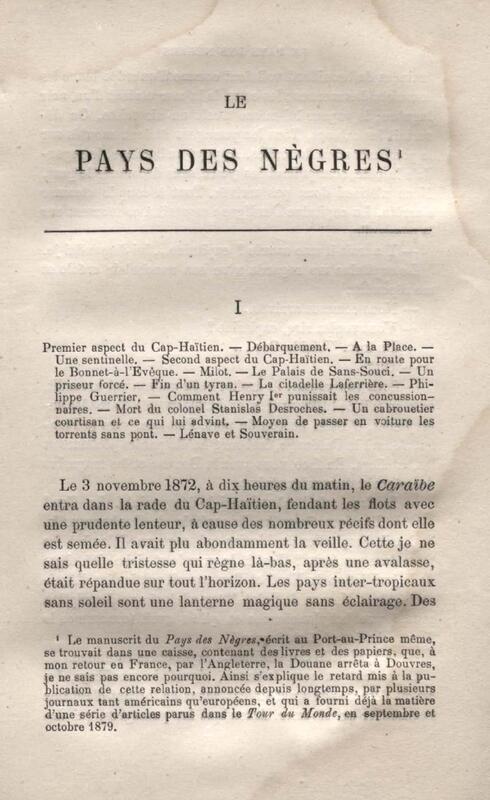 LE
PAYS DES NÈGRES¹
I
Premier aspect du Cap-Haïtien. — Débarquement. — A la Place. —
Une sentinelle. — Second aspect du Cap-Haïtien. — En route pour
le Bonnet-à-l'Evêque. — Milot. — Le Palais de Sans-Souci. — Un
priseur forcé. — Fin d'un tyran. — La citadelle Laferrière. — Phi-
lippe Guerrier, — Comment Henry Ier punissait les concussion-
naires. — Mort du colonel Stanislas Desroches. — Un cabrouetier
courtisan et ce qui lui advint. — Moyen de passer en voiture les
torrents sans pont. — Lénave et Souverain.
Le 3 novembre 1872, à dix heures du matin, le Caraïbe
entra dans la rade du Cap-Haïtien, fendant les flots avec
une prudente lenteur, à cause des nombreux récifs dont elle
est semée. Il avait plu abondamment la veille. Cette je ne
sais quelle tristesse qui règne là-bas, après une avalasse,
était répandue sur tout l'horizon. Les pays inter-tropicaux
sans soleil sont une lanterne magique sans éclairage. Des
¹ Le manuscrit du Pays des Nègres, écrit au Port-au-Prince même,
se trouvait dans une caisse, contenant des livres et des papiers, que, à
mon retour en France, par l'Angleterre, la Douane arrêta à Douvres,
je ne sais pas encore pourquoi. Ainsi s'explique le retard mis à la pu-
blication de cette relation, annoncée depuis longtemps, par plusieurs
journaux tant américains qu'européens, et qui a fourni déjà la matière
d'une série d'articles parus dans le Tour du Monde, en septembre et
octobre 1879.